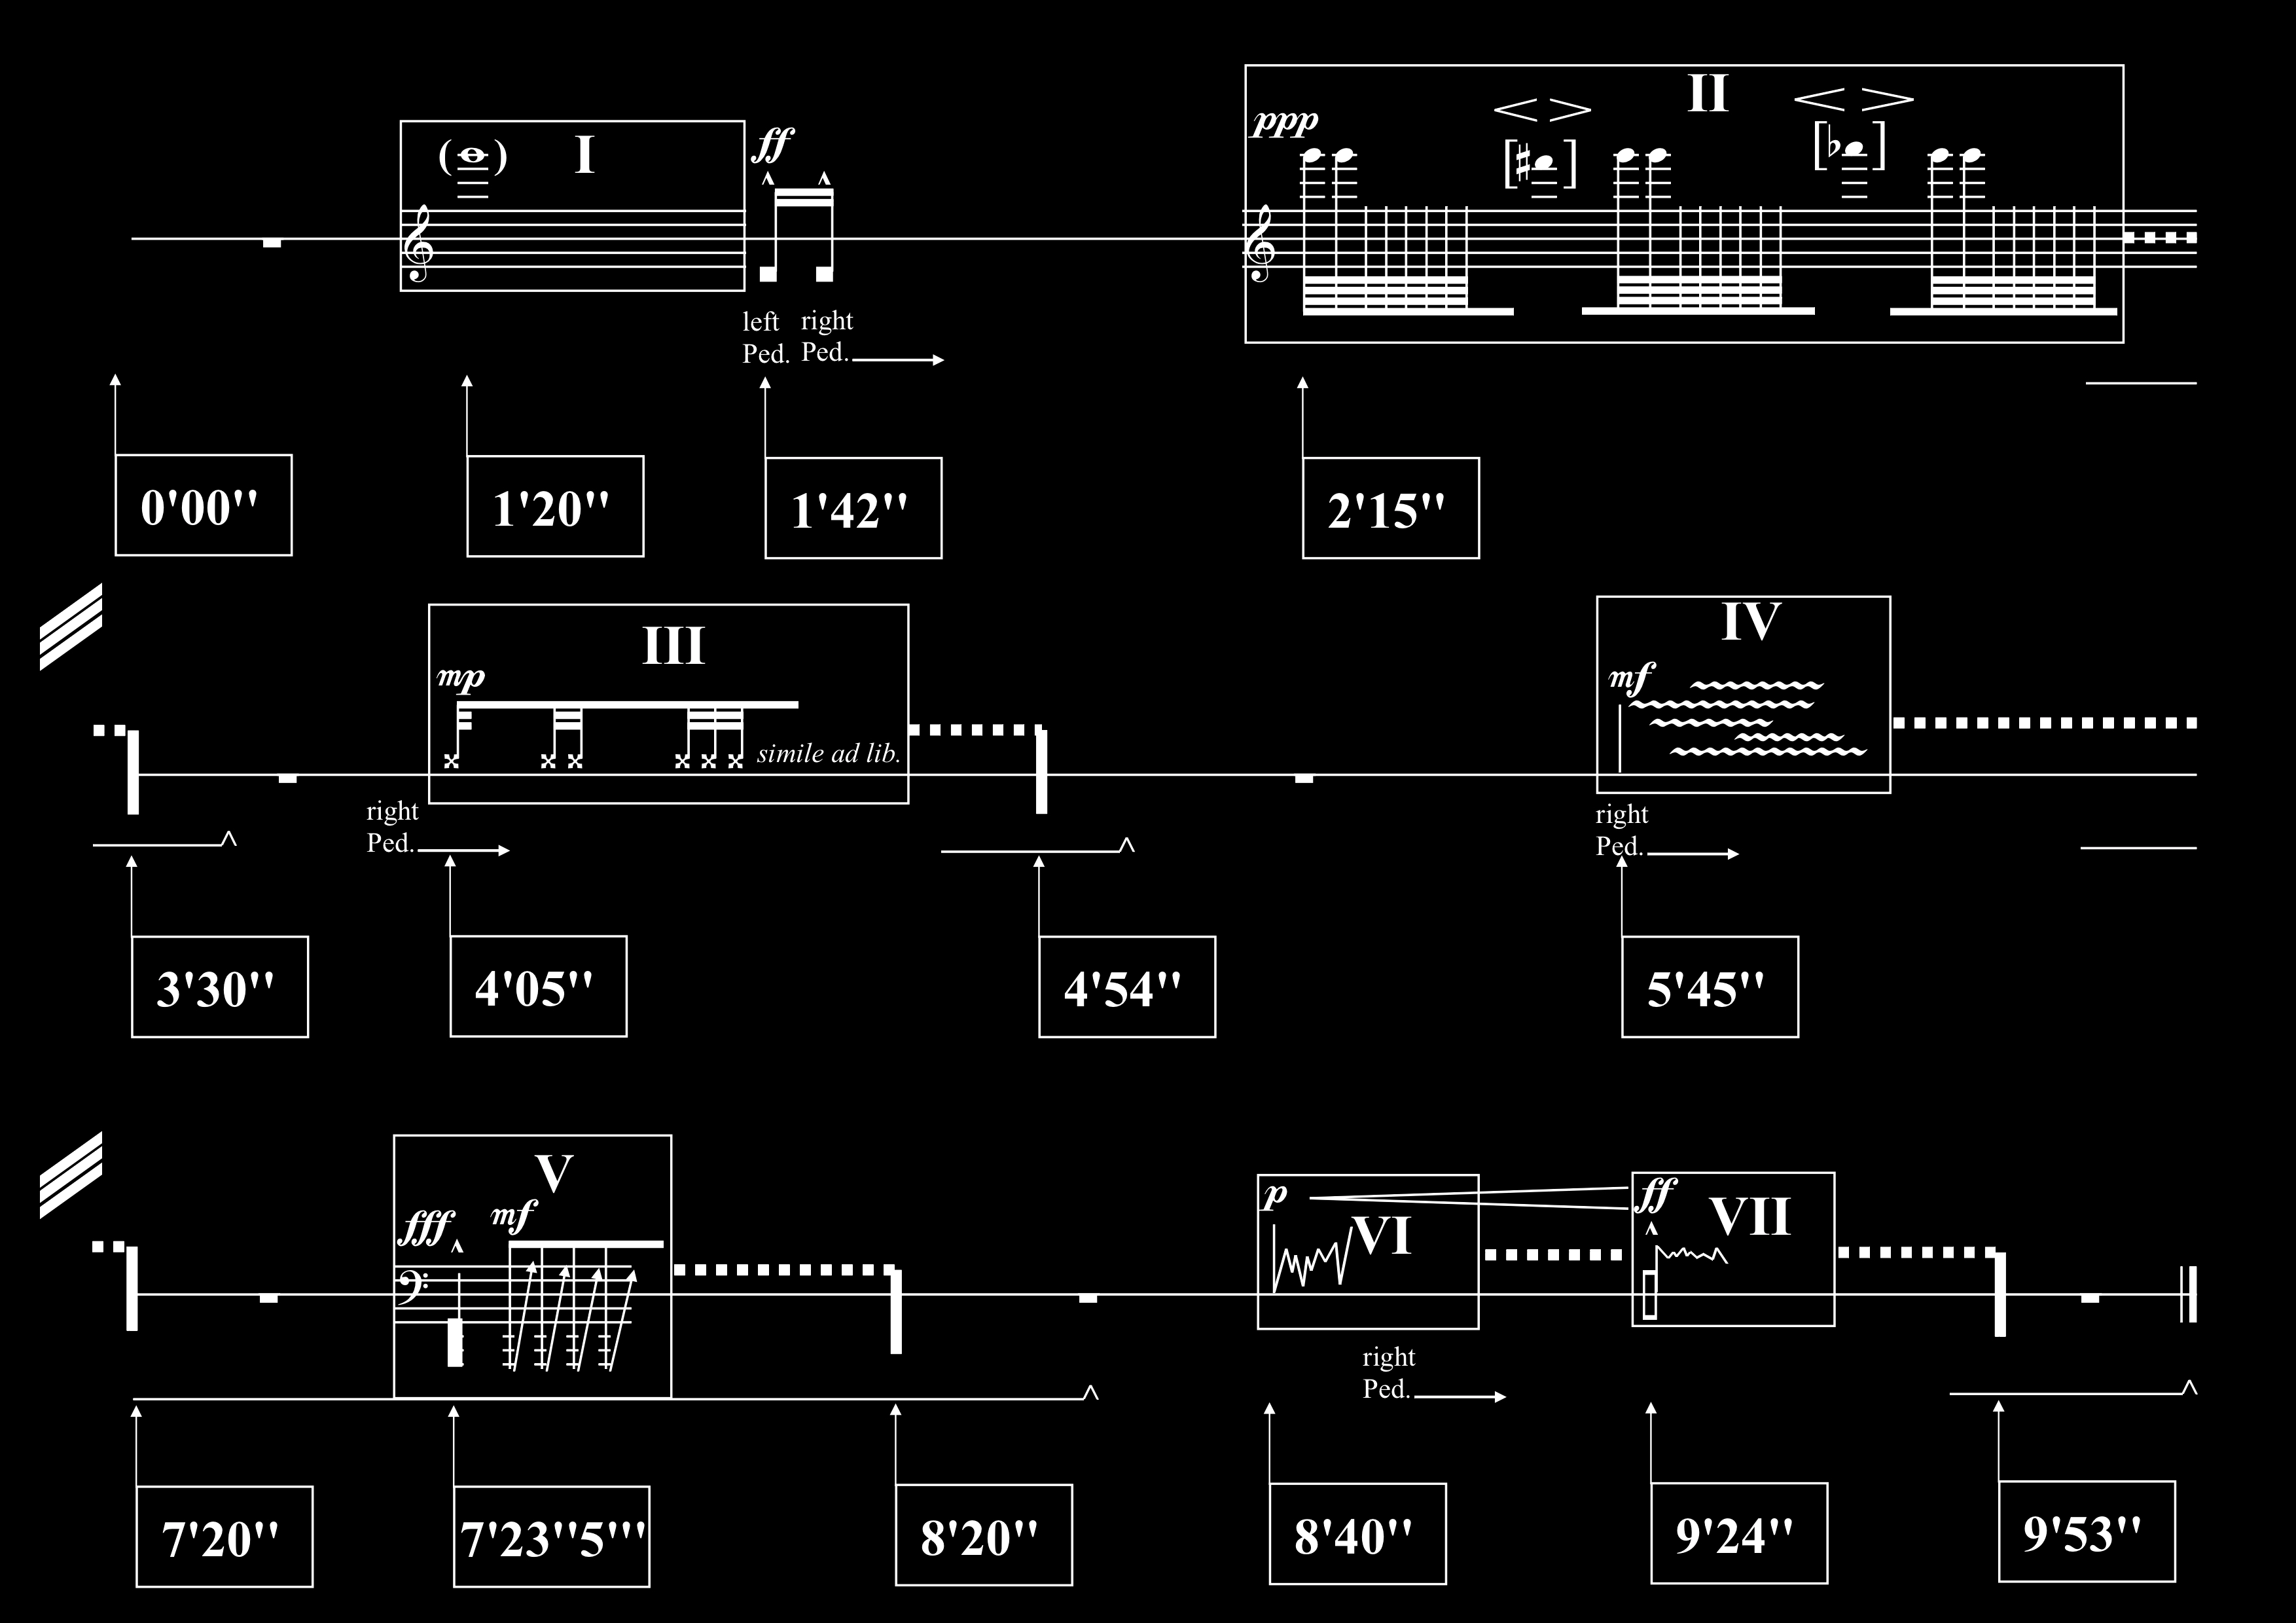 I
ff
left right
Ped. Ped.
II
ppp
0'00'' 1'20'' 1'42'' 2'15''
III
mp
simile ad lib.
right
Ped.
IV
mf
right
Ped.
3'30'' 4'05'' 4'54'' 5'45''
V
fff mf
p VI
ff VII
right
Ped.
7'20'' 7'23''5''' 8'20'' 8'40'' 9'24'' 9'53''